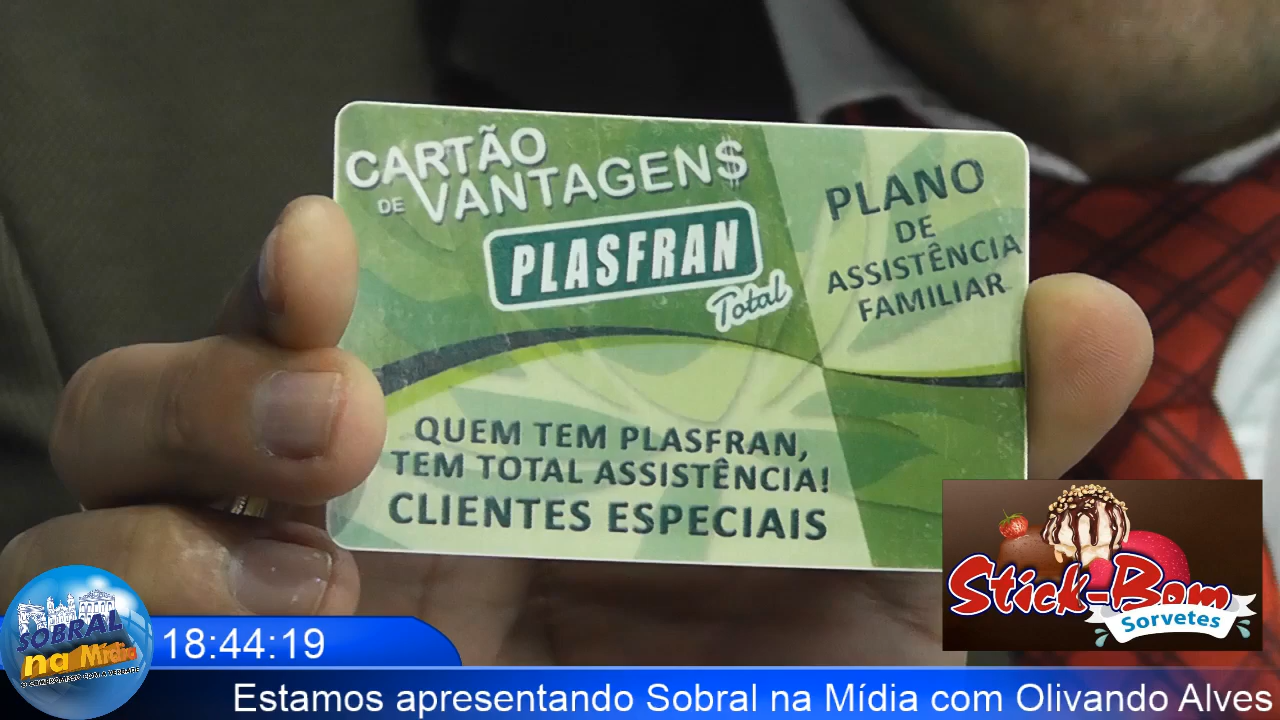 CARTÃO
DE VANTAGEN$
PLASFRAN
Total
PLANO
DE
ASSISTÊNCIA
FAMILIAR
QUEM TEM PLASFRAN,
TEM TOTAL ASSISTÊNCIA!
CLIENTES ESPECIAIS
Stick-Bom
Sorvetes
SOBRAL
na Mídia
18:44:19
Estamos apresentando Sobral na Mídia com Olivando Alves